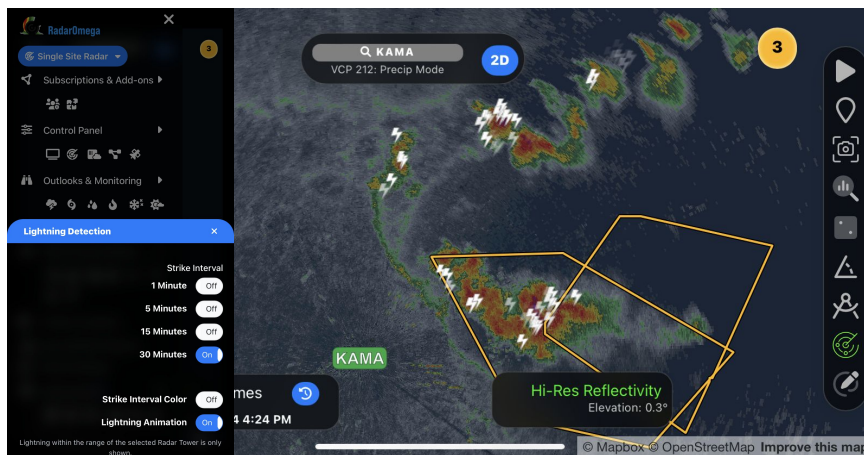 RadarOmega
Single Site Radar
3
Subscriptions & Add-ons
Control Panel
Outlooks & Monitoring
Lightning Detection
Strike Interval
1 Minute Off
5 Minutes Off
15 Minutes Off
30 Minutes On
Strike Interval Color Off
Lightning Animation On
Lightning within the range of the selected Radar Tower is only
shown.
KAMA
VCP 212: Precip Mode
2D
3
KAMA
mes
4 4:24 PM
Hi-Res Reflectivity
Elevation: 0.3°
© Mapbox © OpenStreetMap Improve this map